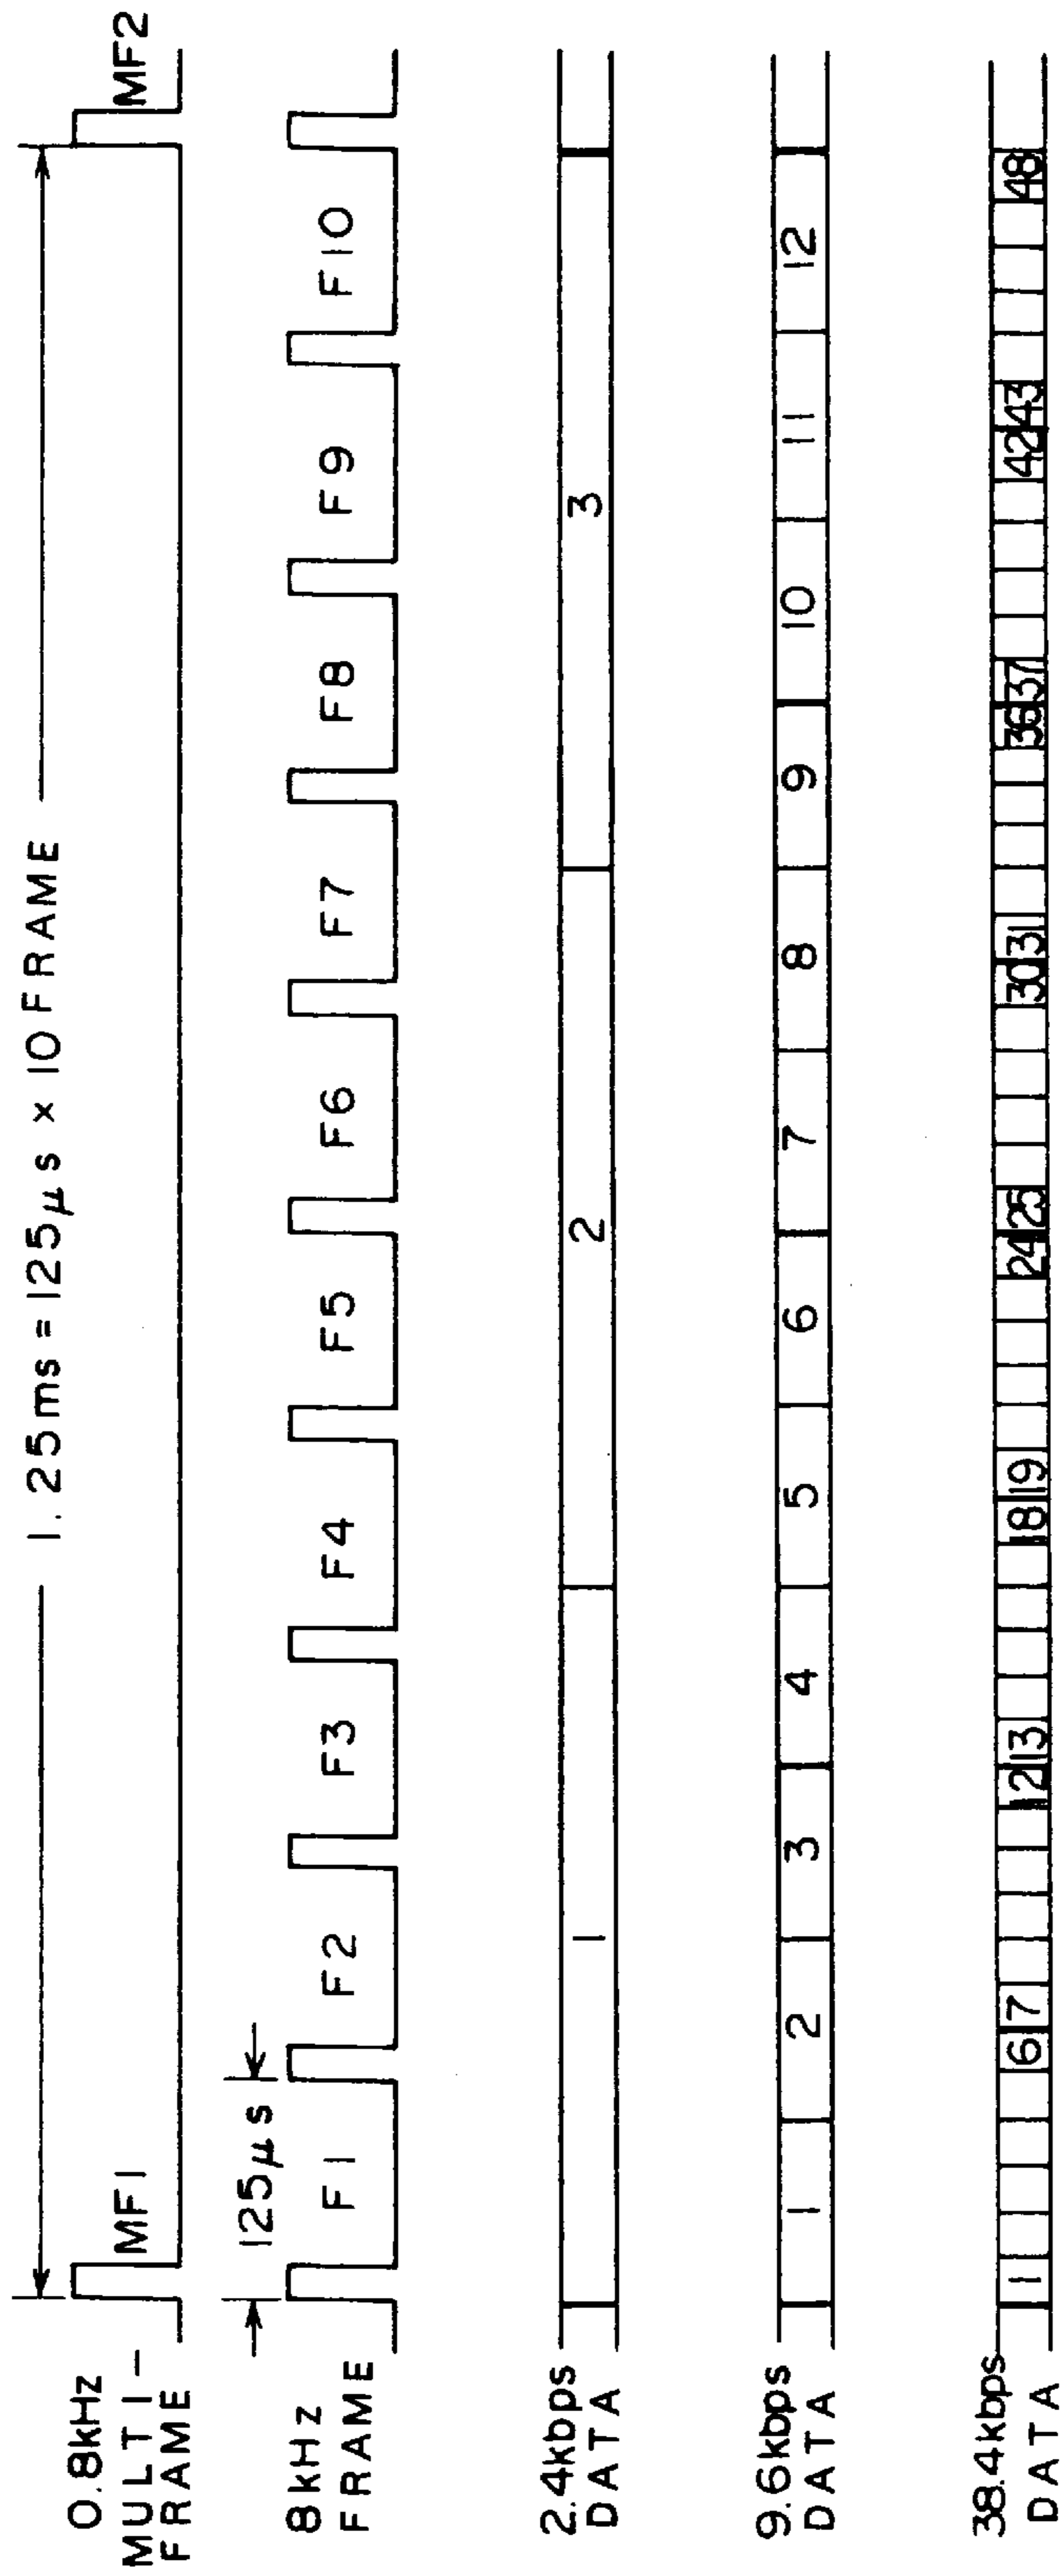 1.25ms = 125μs × 10 FRAME
0.8kHz
MULTI-
FRAME
MF1
MF2
125μs
8kHz
FRAME
F1 F2 F3 F4 F5 F6 F7 F8 F9 F10
2.4kbps
DATA
1 2 3
9.6kbps
DATA
1 2 3 4 5 6 7 8 9 10 11 12
38.4kbps
DATA
1 6 7 12 13 18 19 24 25 30 31 36 37 42 43 48